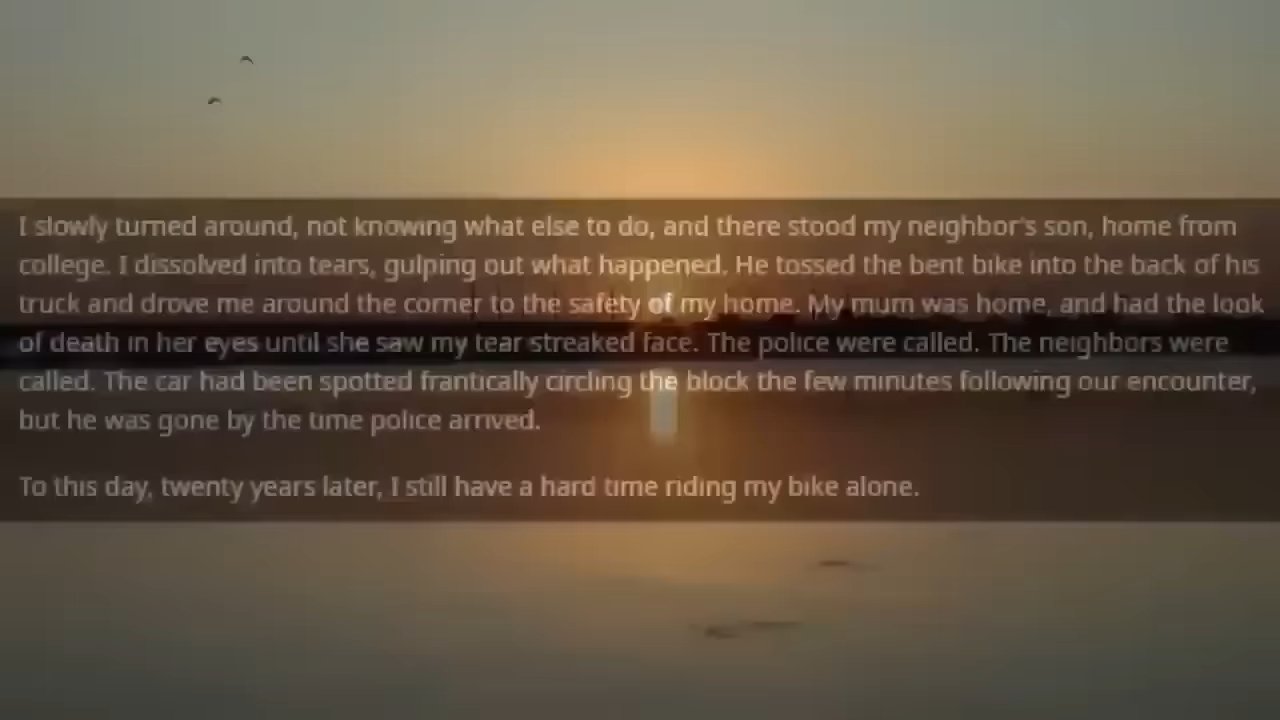 I slowly turned around, not knowing what else to do, and there stood my neighbor's son, home from
college. I dissolved into tears, gulping out what happened. He tossed the bent bike into the back of his
truck and drove me around the corner to the safety of my home. My mum was home, and had the look
of death in her eyes until she saw my tear streaked face. The police were called. The neighbors were
called. The car had been spotted frantically circling the block the few minutes following our encounter,
but he was gone by the time police arrived.
To this day, twenty years later, I still have a hard time riding my bike alone.